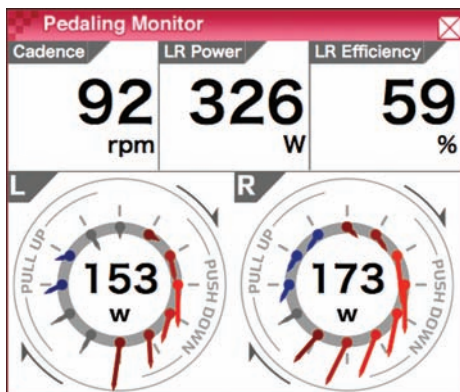 Pedaling Monitor
Cadence
LR Power
LR Efficiency
92
rpm
326
W
59
%
L
R
PULL UP
PUSH DOWN
153
w
PULL UP
PUSH DOWN
173
w